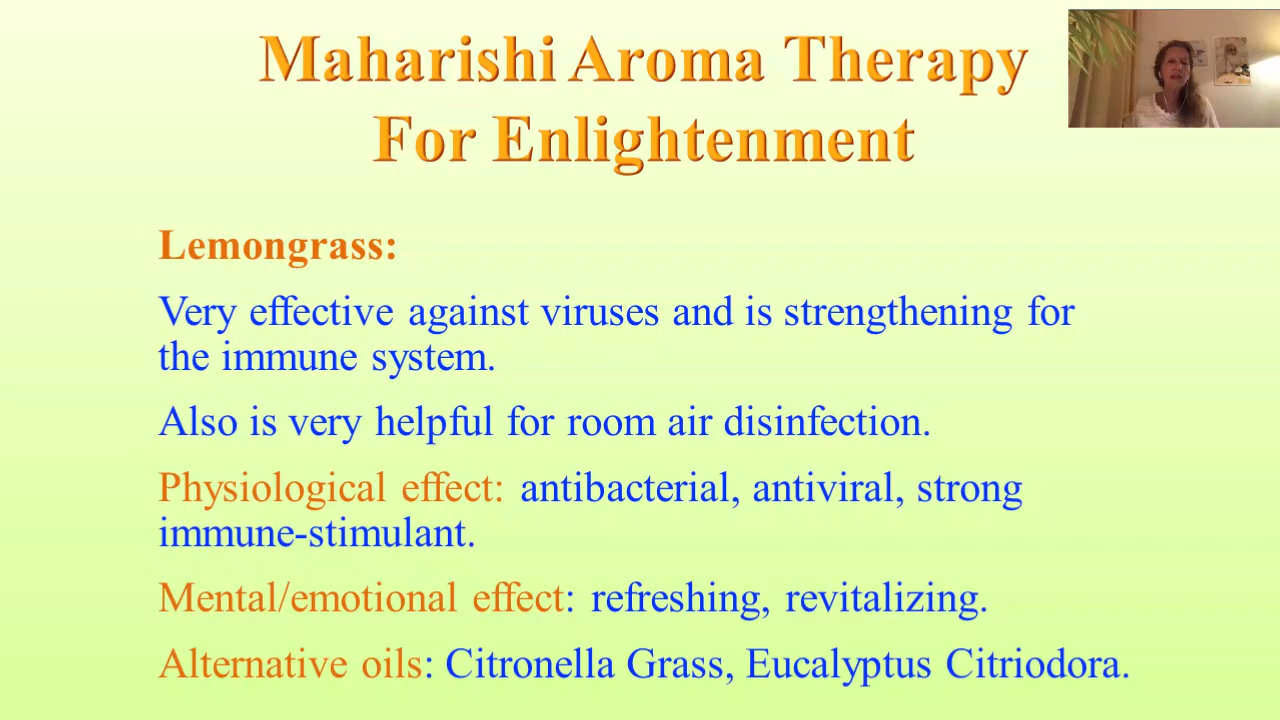 Maharishi Aroma Therapy
For Enlightenment
Lemongrass:
Very effective against viruses and is strengthening for
the immune system.
Also is very helpful for room air disinfection.
Physiological effect: antibacterial, antiviral, strong
immune-stimulant.
Mental/emotional effect: refreshing, revitalizing.
Alternative oils: Citronella Grass, Eucalyptus Citriodora.